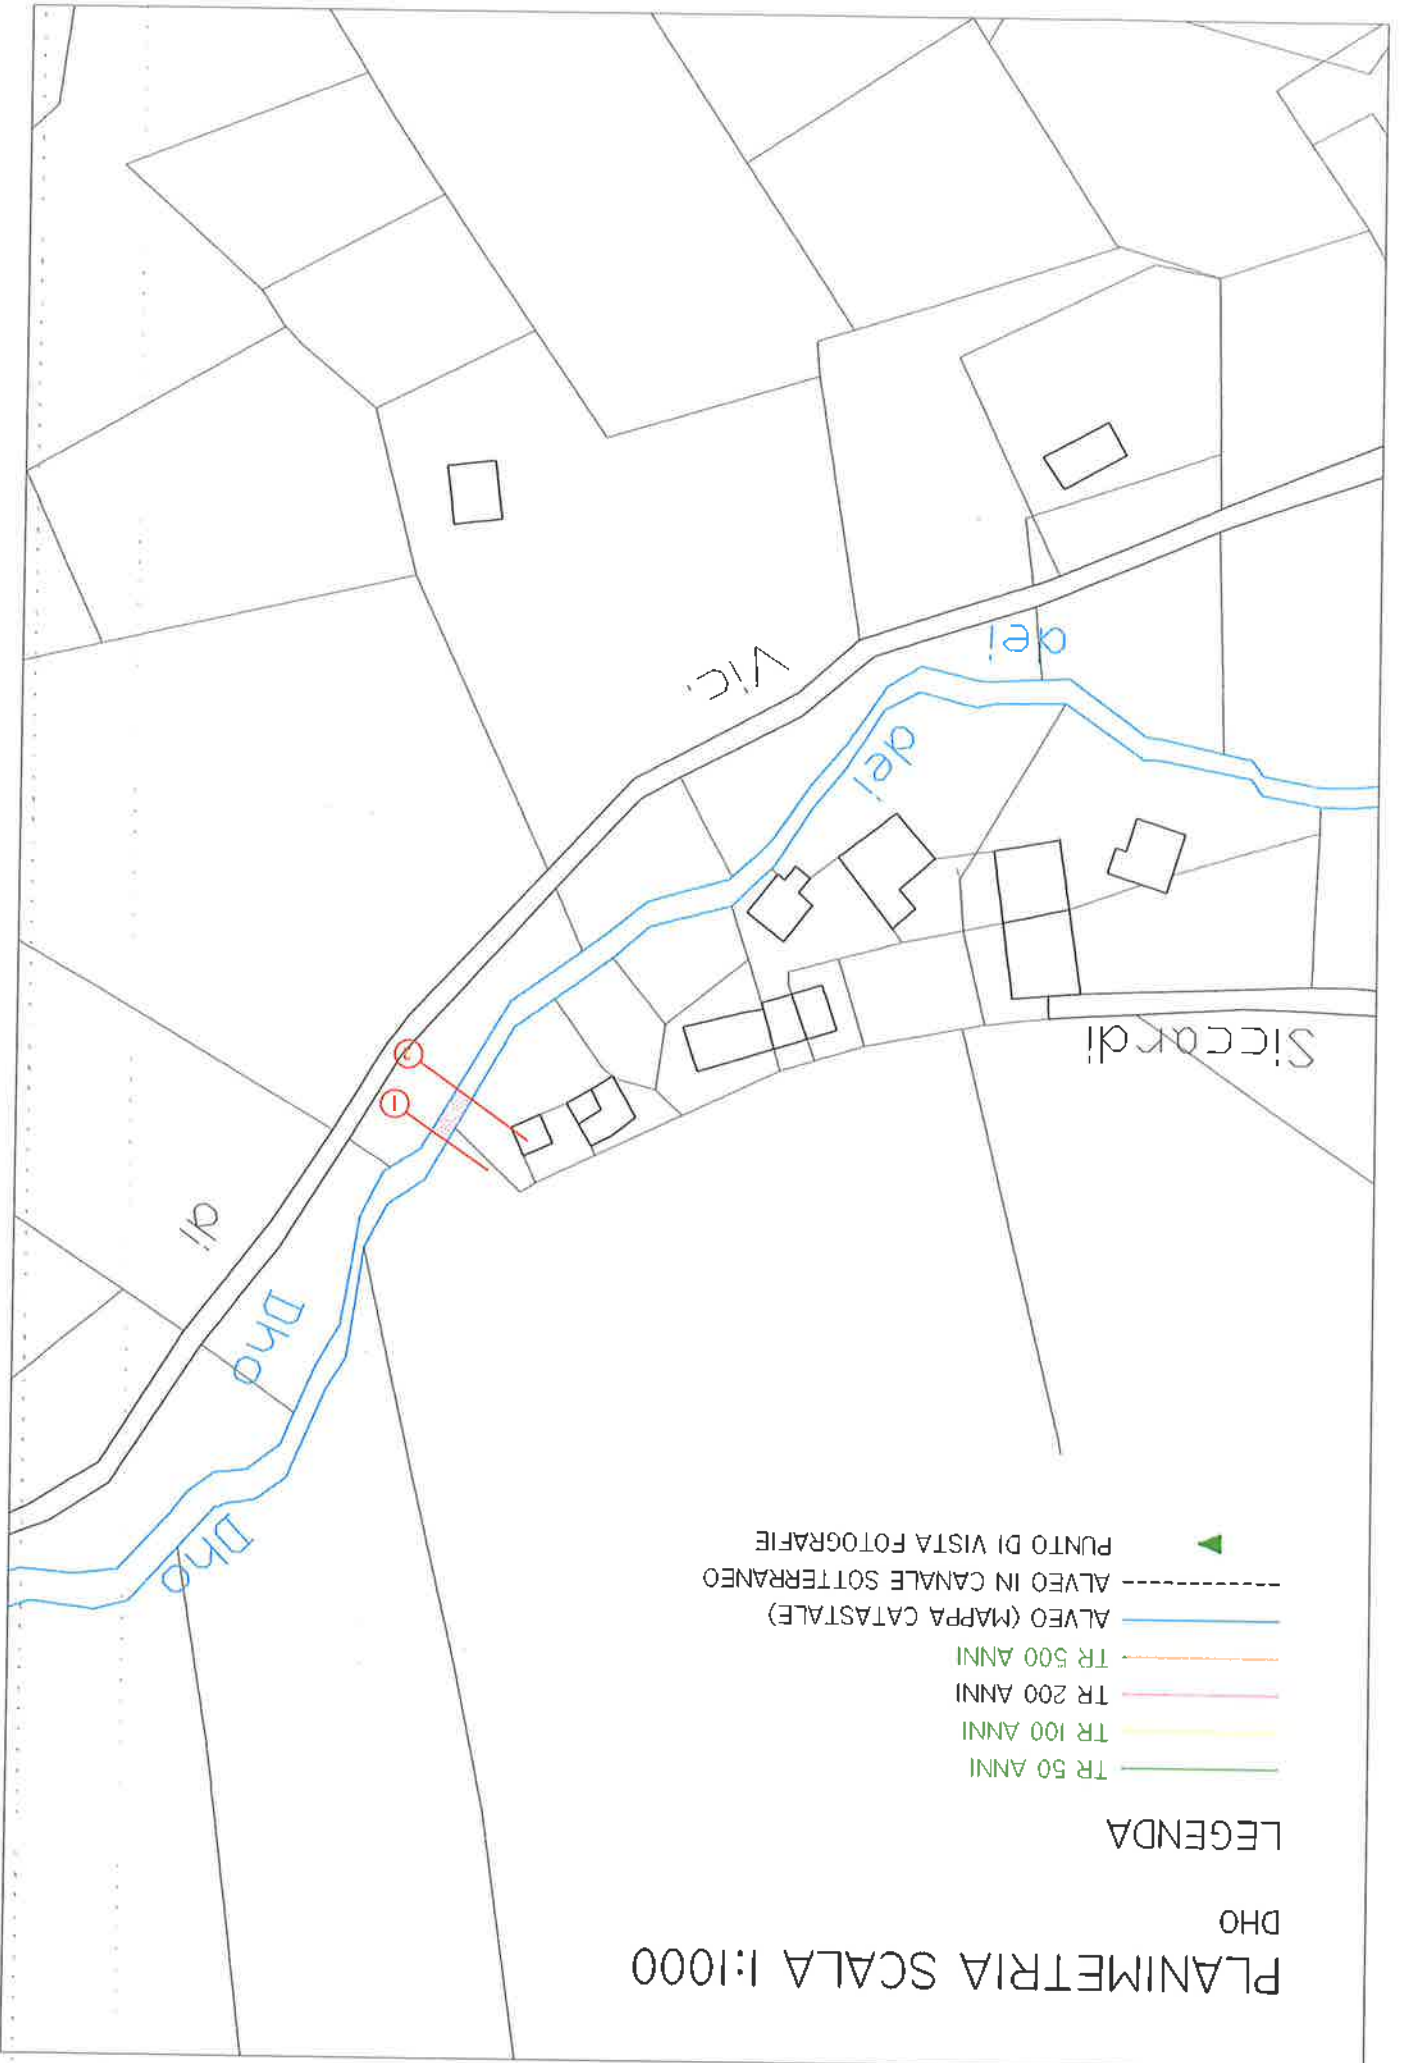 PLANIMETRIA SCALA 1:1000
DHO
LEGENDA
TR 50 ANNI
TR 100 ANNI
TR 200 ANNI
TR 500 ANNI
ALVEO (MAPPA CATASTALE)
ALVEO IN CANALE SOTTERRANEO
PUNTO DI VISTA FOTOGRAFIE
Dho
Dho
di
1
2
Siccardi
dei
Vic.
dei